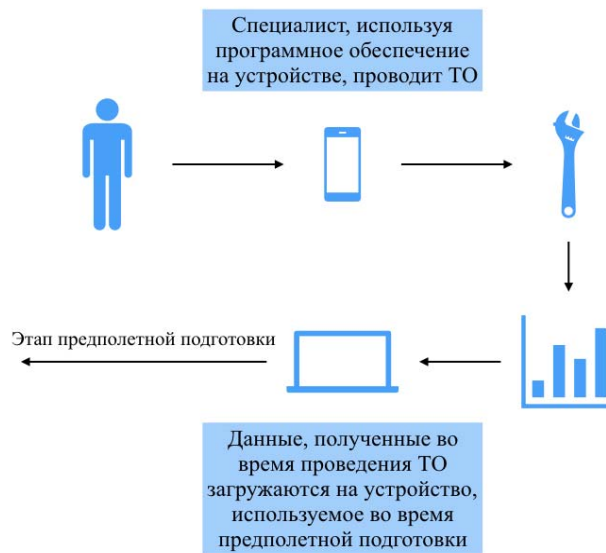 Специалист, используя
программное обеспечение
на устройстве, проводит ТО
Этап предполетной подготовки
Данные, полученные во
время проведения ТО
загружаются на устройство,
используемое во время
предполетной подготовки